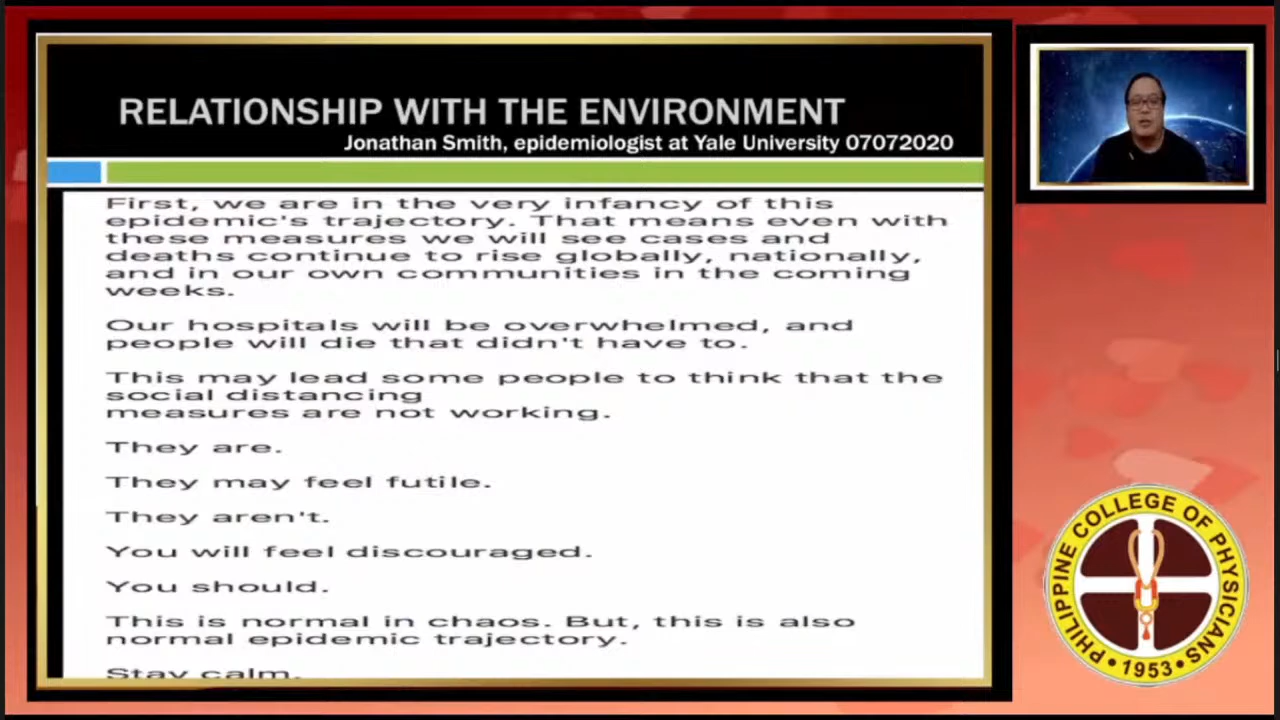 RELATIONSHIP WITH THE ENVIRONMENT
Jonathan Smith, epidemiologist at Yale University 07072020
First, we are in the very infancy of this
epidemic's trajectory. That means even with
these measures we will see cases and
deaths continue to rise globally, nationally,
and in our own communities in the coming
weeks.
Our hospitals will be overwhelmed, and
people will die that didn't have to.
This may lead some people to think that the
social distancing
measures are not working.
They are.
They may feel futile.
They aren't.
You will feel discouraged.
You should.
This is normal in chaos. But, this is also
normal epidemic trajectory.
Stay calm.
PHILIPPINE COLLEGE OF PHYSICIANS
• 1953 •